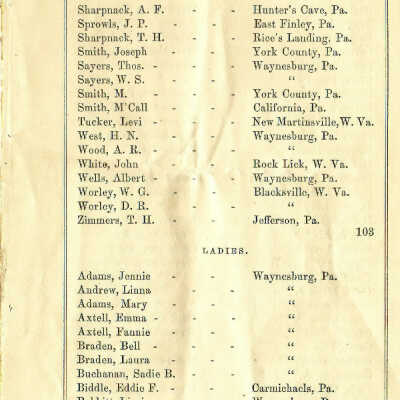 Sharpnack, A. F. - - Hunter's Cave, Pa.
Sprowls, J. P. - - - East Finley, Pa.
Sharpnack, T. H. - - Rice's Landing. Pa.
Smith, Joseph - - - York County, Pa.
Sayers, Thos. - - - Waynesburg, Pa.
Sayers, W. S. - - - "
Smith, M. - - - York County, Pa.
Smith, M'Call - - - California, Pa.
Tucker, Levi - - - New Martinsville, W. Va.
West, H. N. - - - Waynesburg, Pa.
Wood, A. R. - - - "
White, John - - - Rock Lick, W. Va.
Wells, Albert - - - Waynesburg, Pa.
Worley, W. G. - - - Blacksville, W. Va.
Worley, D. R. - - - "
Zimmers, T. H. - - - Jefferson, Pa.
103
LADIES.
Adams, Jennie - - - Waynesburg, Pa.
Andrew, Linna - - - "
Adams, Mary - - - "
Axtell, Emma - - - - "
Axtell, Fannie - - - "
Braden, Bell - - - - "
Braden, Laura - - - "
Buchanan, Sadie B. - - "
Biddle, Eddie F. - - - Carmichaels, Pa.